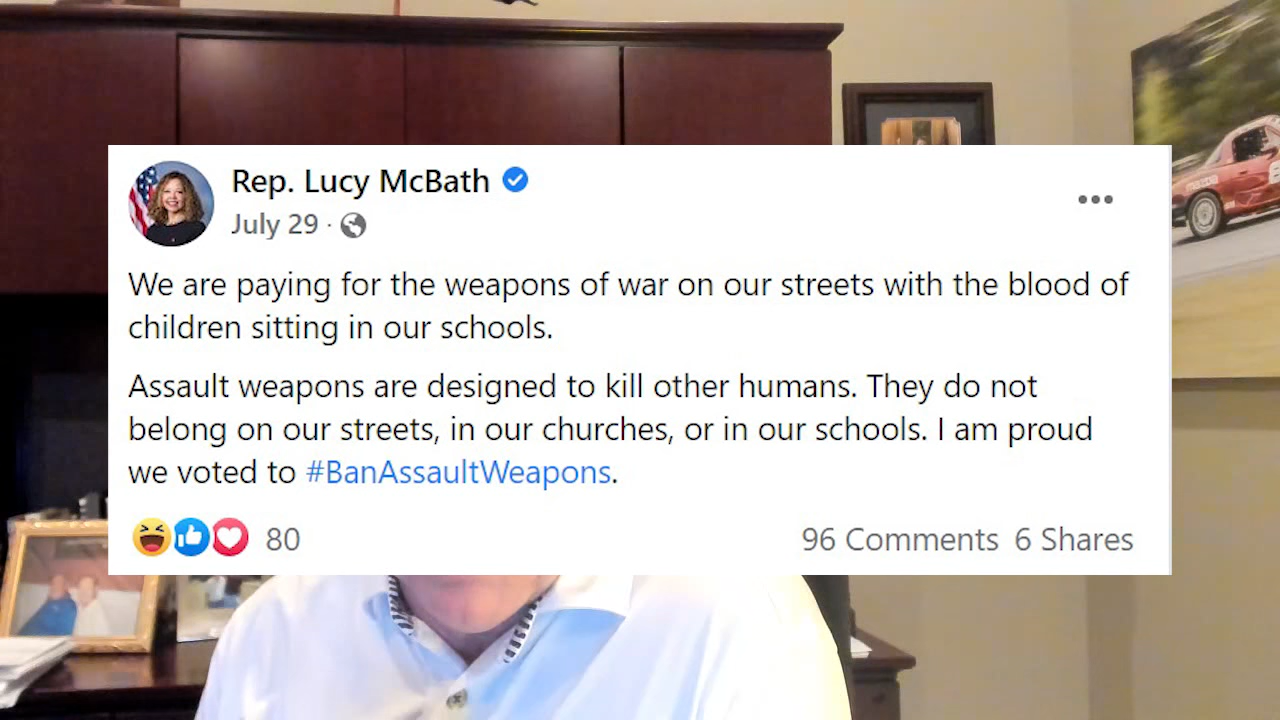 Rep. Lucy McBath
July 29 ·
We are paying for the weapons of war on our streets with the blood of
children sitting in our schools.
Assault weapons are designed to kill other humans. They do not
belong on our streets, in our churches, or in our schools. I am proud
we voted to #BanAssaultWeapons.
80
96 Comments 6 Shares